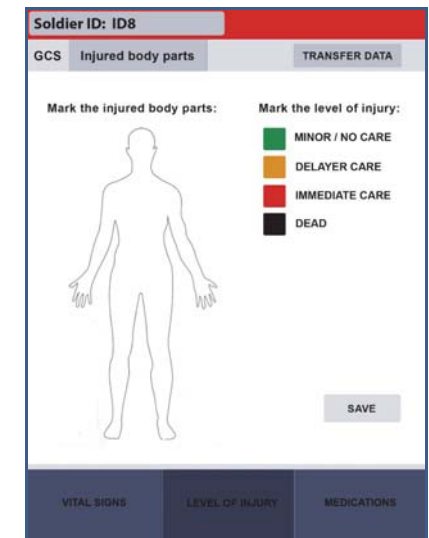 Soldier ID: ID8
GCS Injured body parts TRANSFER DATA
Mark the injured body parts: Mark the level of injury:
MINOR / NO CARE
DELAYER CARE
IMMEDIATE CARE
DEAD
SAVE
VITAL SIGNS LEVEL OF INJURY MEDICATIONS